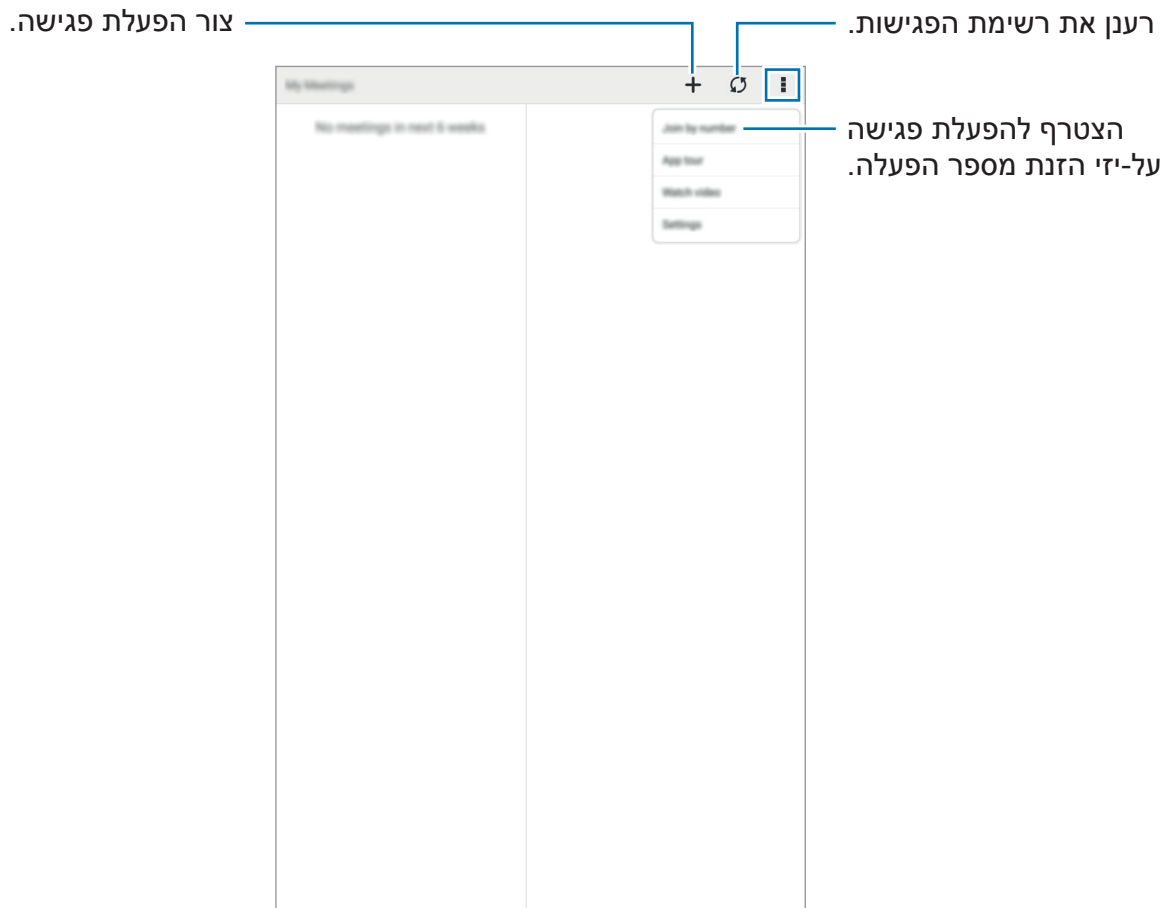 רענן את רשימת הפגישות.
צור הפעלת פגישה.
My Meetings
No meetings in next 6 weeks
Join by number
הצטרף להפעלת פגישה
על-יזי הזנת מספר הפעלה.
App tour
Watch video
Settings